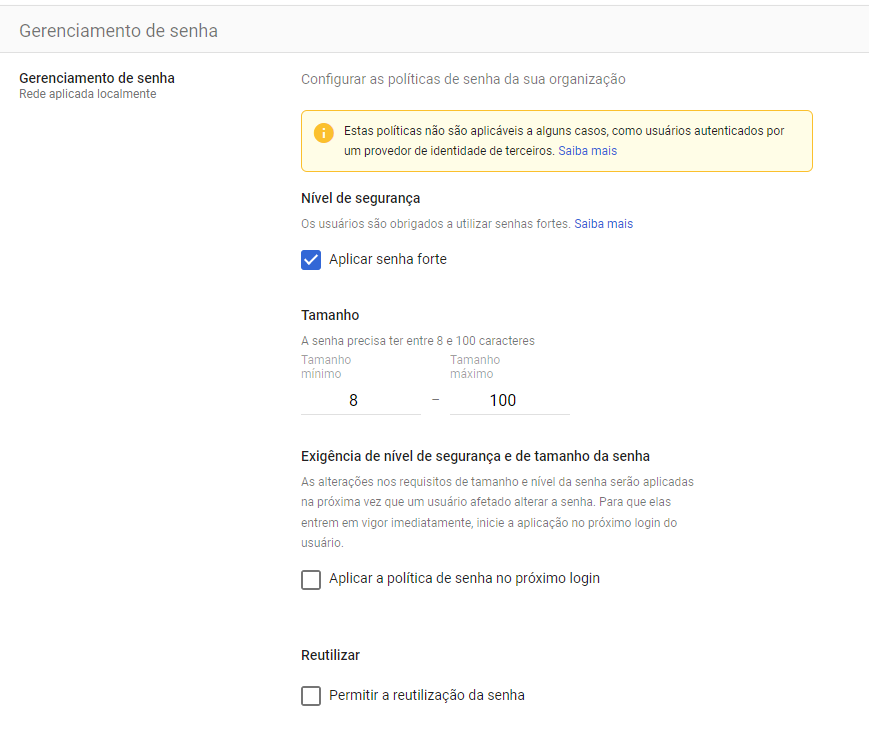 Gerenciamento de senha
Gerenciamento de senha
Rede aplicada localmente
Configurar as políticas de senha da sua organização
Estas políticas não são aplicáveis a alguns casos, como usuários autenticados por
um provedor de identidade de terceiros. Saiba mais
Nível de segurança
Os usuários são obrigados a utilizar senhas fortes. Saiba mais
Aplicar senha forte
Tamanho
A senha precisa ter entre 8 e 100 caracteres
Tamanho
mínimo
Tamanho
máximo
8 – 100
Exigência de nível de segurança e de tamanho da senha
As alterações nos requisitos de tamanho e nível da senha serão aplicadas
na próxima vez que um usuário afetado alterar a senha. Para que elas
entrem em vigor imediatamente, inicie a aplicação no próximo login do
usuário.
Aplicar a política de senha no próximo login
Reutilizar
Permitir a reutilização da senha